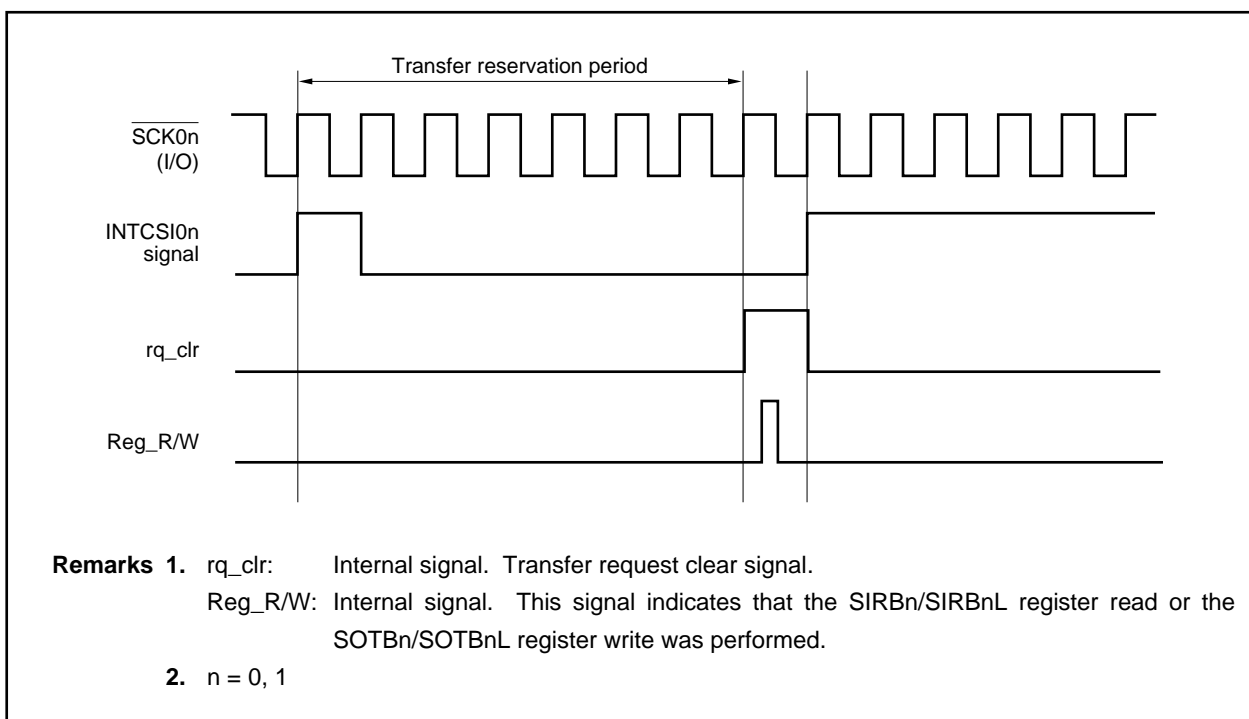 Transfer reservation period
SCK0n
(I/O)
INTCSI0n
signal
rq_clr
Reg_R/W
Remarks 1. rq_clr: Internal signal. Transfer request clear signal.
Reg_R/W: Internal signal. This signal indicates that the SIRBn/SIRBnL register read or the
SOTBn/SOTBnL register write was performed.
2. n = 0, 1